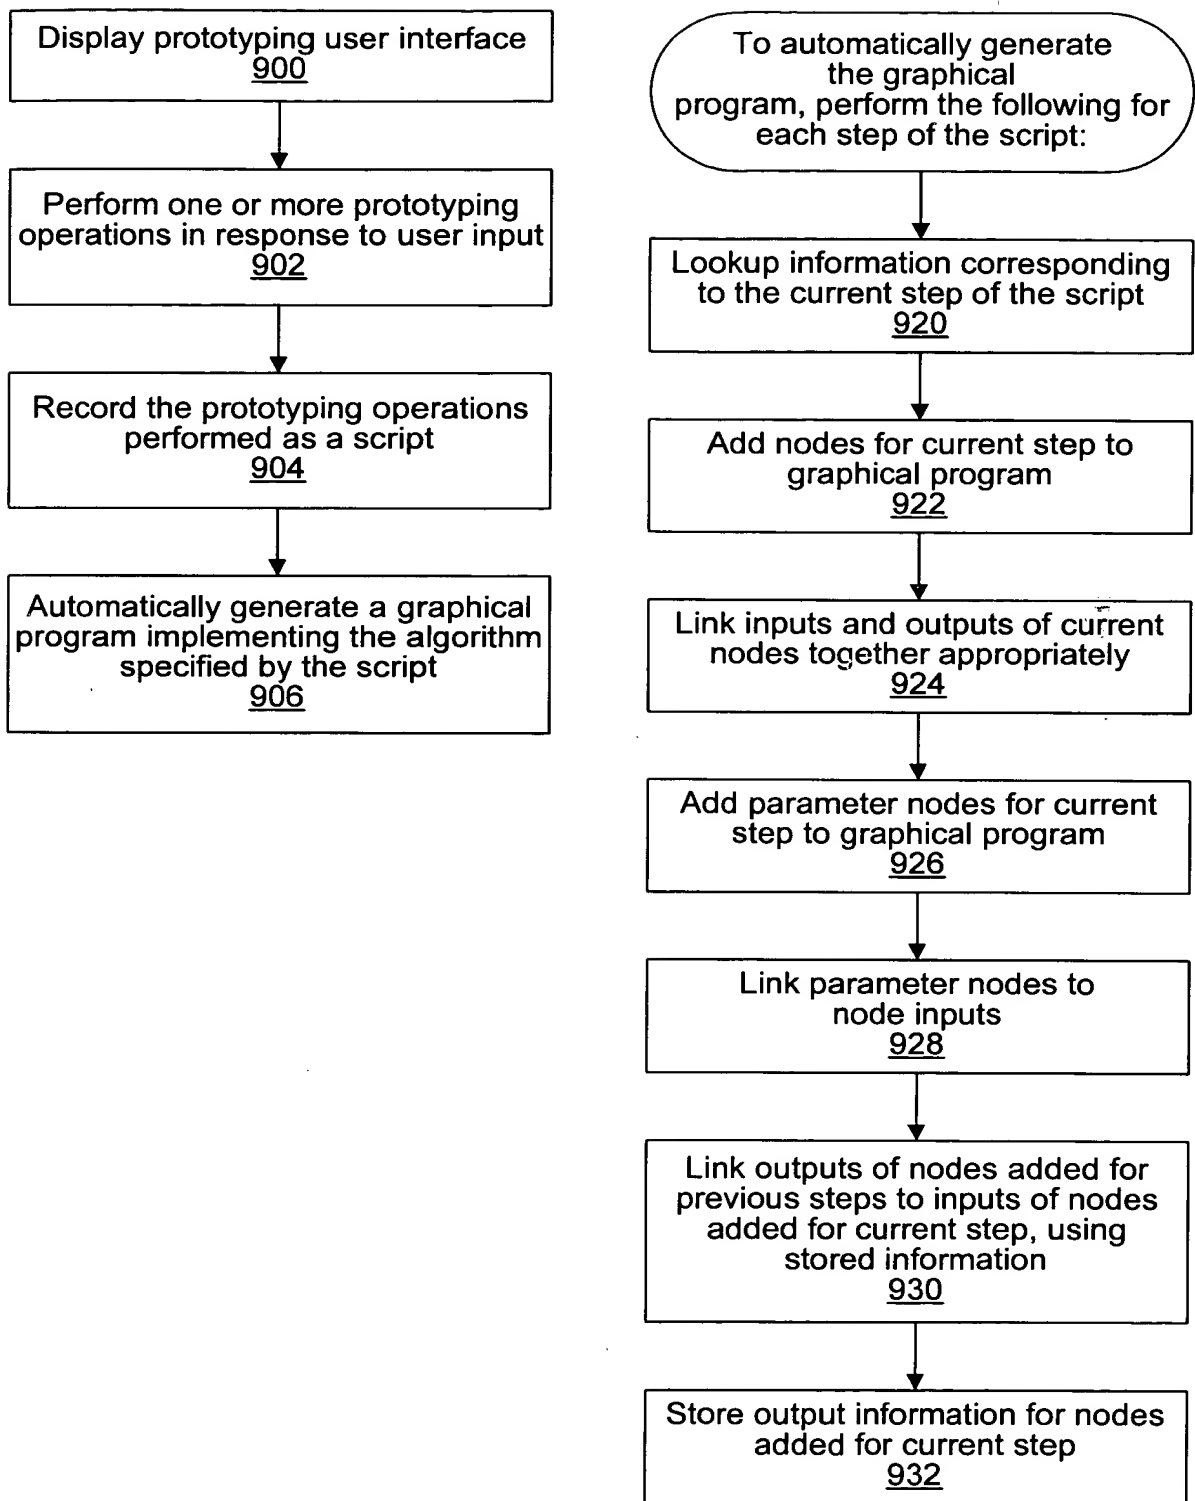 Display prototyping user interface
900
Perform one or more prototyping
operations in response to user input
902
Record the prototyping operations
performed as a script
904
Automatically generate a graphical
program implementing the algorithm
specified by the script
906
To automatically generate
the graphical
program, perform the following for
each step of the script:
Lookup information corresponding
to the current step of the script
920
Add nodes for current step to
graphical program
922
Link inputs and outputs of current
nodes together appropriately
924
Add parameter nodes for current
step to graphical program
926
Link parameter nodes to
node inputs
928
Link outputs of nodes added for
previous steps to inputs of nodes
added for current step, using
stored information
930
Store output information for nodes
added for current step
932